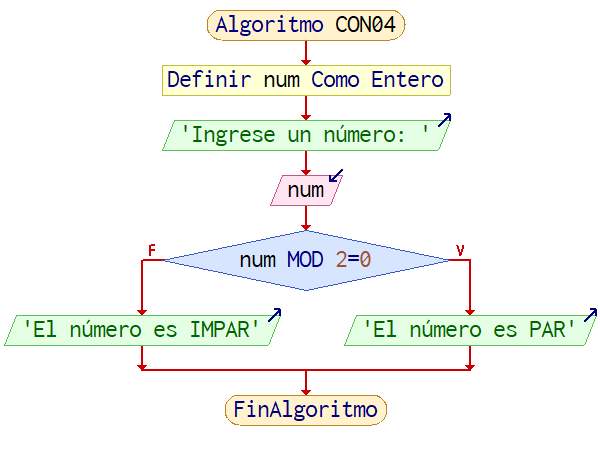 Algoritmo CON04
Definir num Como Entero
'Ingrese un número: '
num
F
V
num MOD 2=0
'El número es IMPAR'
'El número es PAR'
FinAlgoritmo